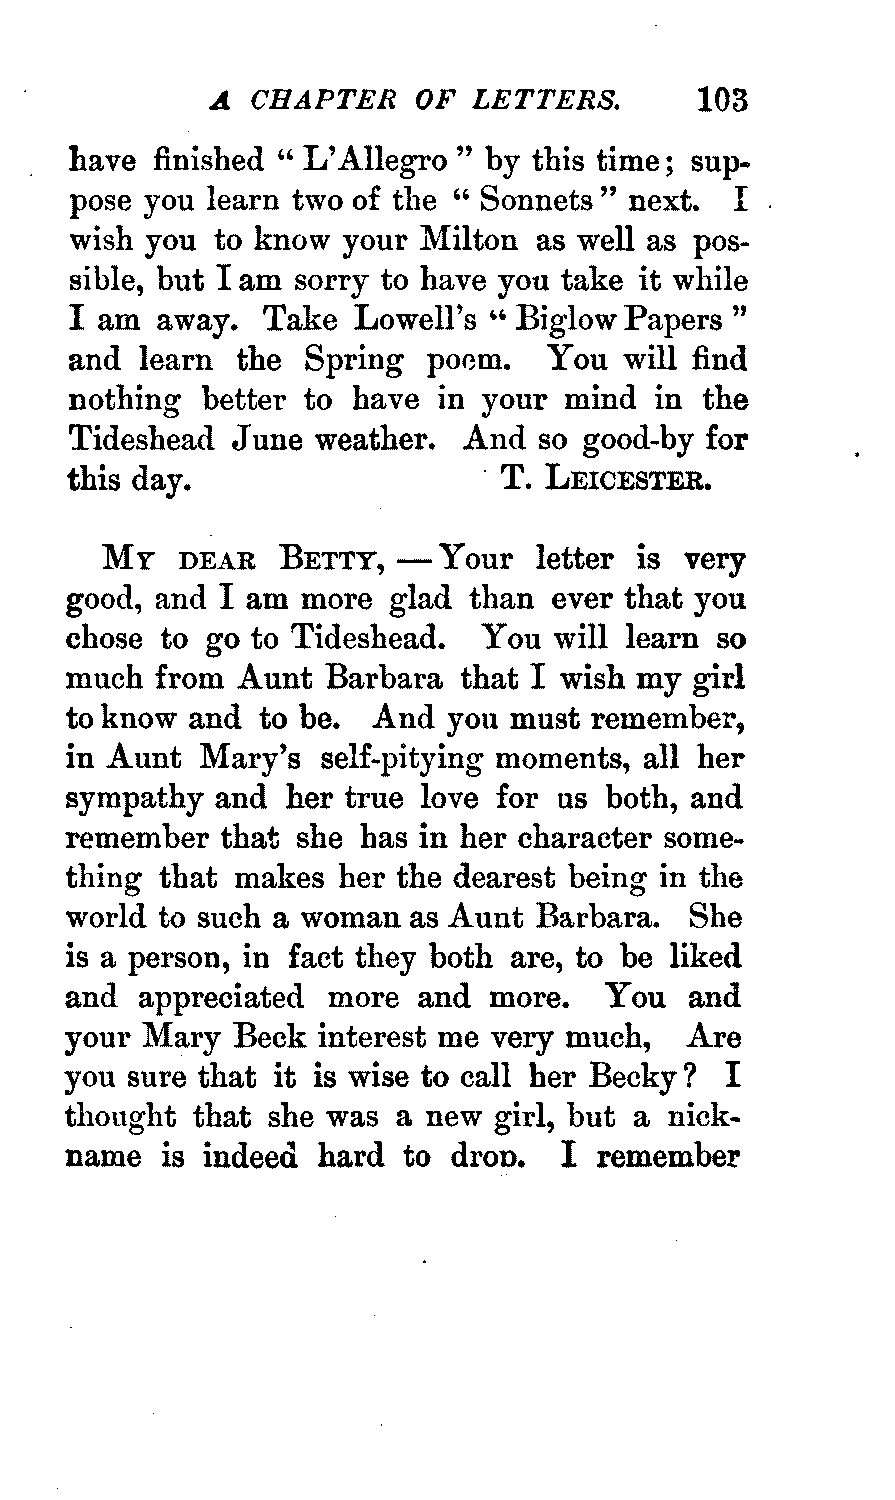 A CHAPTER OF LETTERS. 103
have finished “ L’Allegro ” by this time; sup-
pose you learn two of the “ Sonnets ” next. I
wish you to know your Milton as well as pos-
sible, but I am sorry to have you take it while
I am away. Take Lowell’s “ Biglow Papers ”
and learn the Spring poem. You will find
nothing better to have in your mind in the
Tideshead June weather. And so good-by for
this day. T. LEICESTER.
MY DEAR BETTY, — Your letter is very
good, and I am more glad than ever that you
chose to go to Tideshead. You will learn so
much from Aunt Barbara that I wish my girl
to know and to be. And you must remember,
in Aunt Mary’s self-pitying moments, all her
sympathy and her true love for us both, and
remember that she has in her character some-
thing that makes her the dearest being in the
world to such a woman as Aunt Barbara. She
is a person, in fact they both are, to be liked
and appreciated more and more. You and
your Mary Beck interest me very much, Are
you sure that it is wise to call her Becky? I
thought that she was a new girl, but a nick-
name is indeed hard to drop. I remember